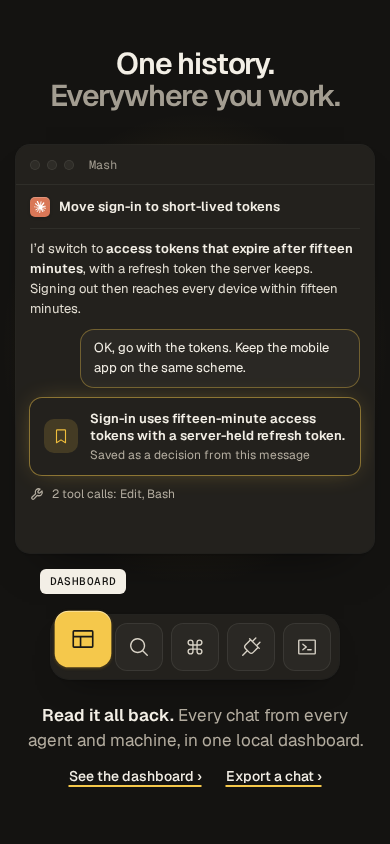 One history.
Everywhere you work.
Mash
Move sign-in to short-lived tokens
I'd switch to access tokens that expire after fifteen
minutes, with a refresh token the server keeps.
Signing out then reaches every device within fifteen
minutes.
OK, go with the tokens. Keep the mobile
app on the same scheme.
Sign-in uses fifteen-minute access
tokens with a server-held refresh token.
Saved as a decision from this message
2 tool calls: Edit, Bash
DASHBOARD
Read it all back. Every chat from every
agent and machine, in one local dashboard.
See the dashboard › Export a chat ›